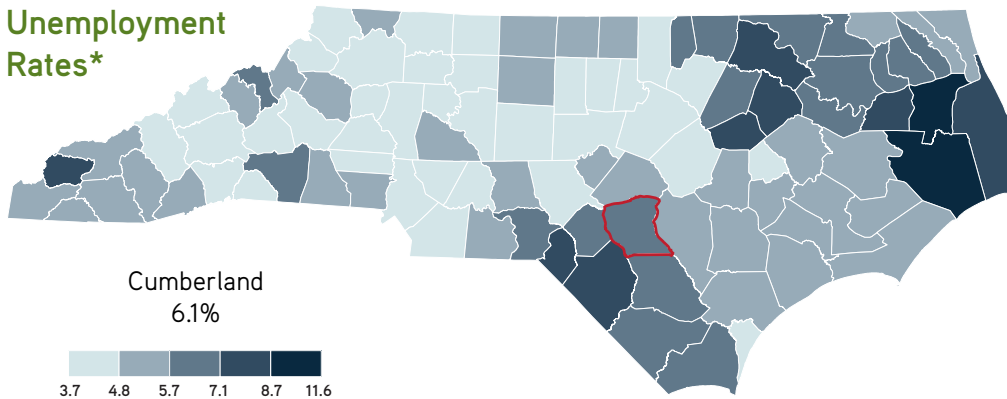 Unemployment
Rates*
Cumberland
6.1%
3.7 4.8 5.7 7.1 8.7 11.6